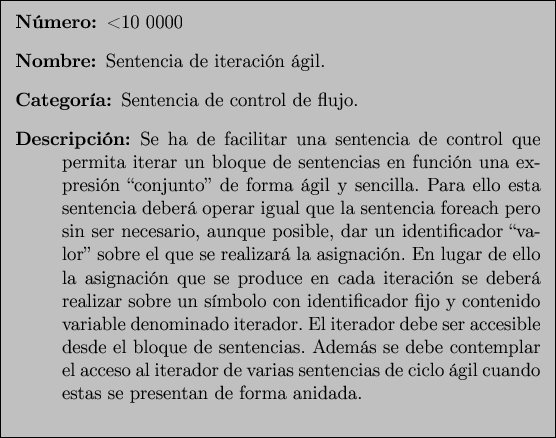 Número: <10 0000
Nombre: Sentencia de iteración ágil.
Categoría: Sentencia de control de flujo.
Descripción: Se ha de facilitar una sentencia de control que
permita iterar un bloque de sentencias en función una ex-
presión “conjunto” de forma ágil y sencilla. Para ello esta
sentencia deberá operar igual que la sentencia foreach pero
sin ser necesario, aunque posible, dar un identificador “va-
lor” sobre el que se realizará la asignación. En lugar de ello
la asignación que se produce en cada iteración se deberá
realizar sobre un símbolo con identificador fijo y contenido
variable denominado iterador. El iterador debe ser accesible
desde el bloque de sentencias. Además se debe contemplar
el acceso al iterador de varias sentencias de ciclo ágil cuando
estas se presentan de forma anidada.